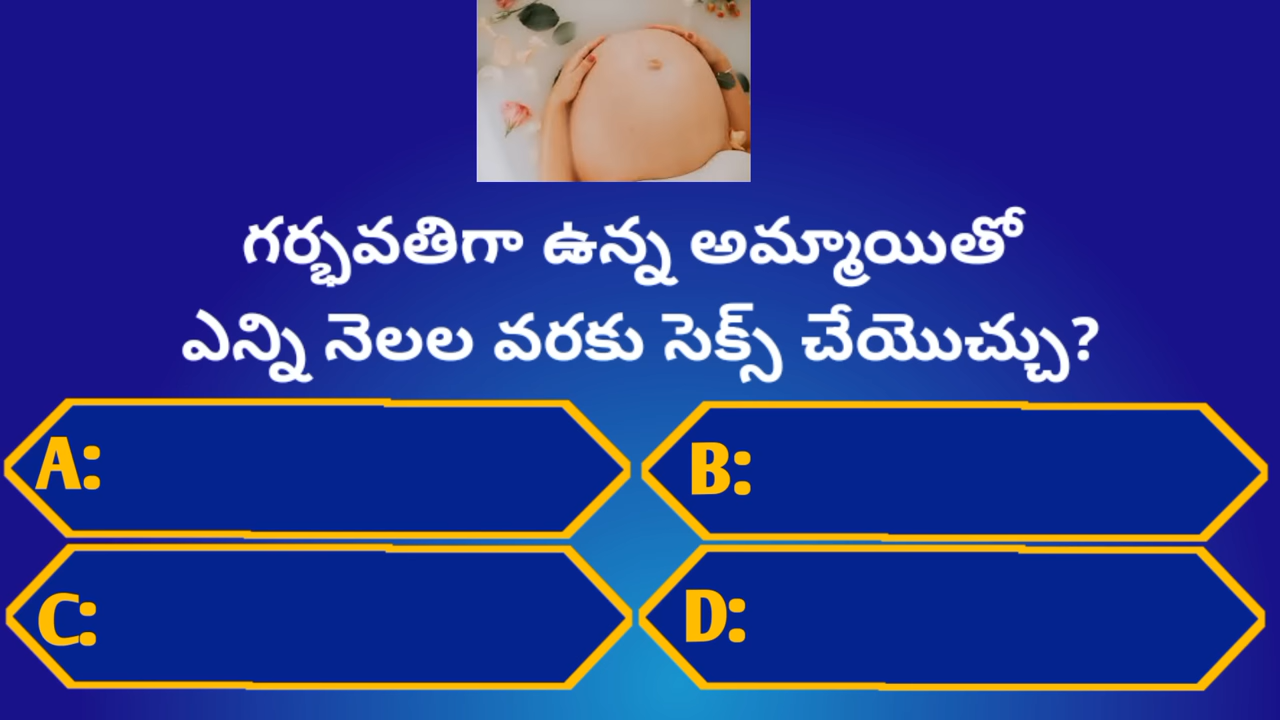 గర్భవతిగా ఉన్న అమ్మాయితో
ఎన్ని నెలల వరకు సెక్స్ చేయొచ్చు?
A:
B:
C:
D: